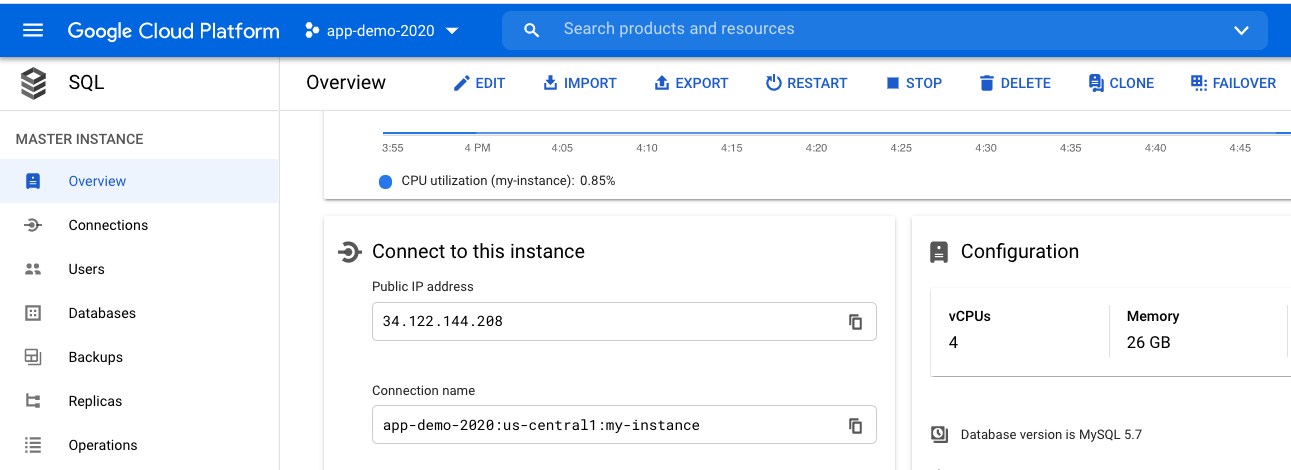 Google Cloud Platform
app-demo-2020
Search products and resources
SQL
Overview
EDIT
IMPORT
EXPORT
RESTART
STOP
DELETE
CLONE
FAILOVER
MASTER INSTANCE
Overview
Connections
Users
Databases
Backups
Replicas
Operations
3:55 4 PM 4:05 4:10 4:15 4:20 4:25 4:30 4:35 4:40 4:45
CPU utilization (my-instance): 0.85%
Connect to this instance
Public IP address
34.122.144.208
Connection name
app-demo-2020:us-central1:my-instance
Configuration
vCPUs
4
Memory
26 GB
Database version is MySQL 5.7